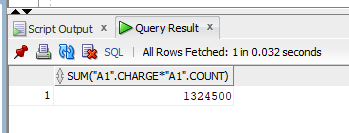 Script Output × Query Result ×
SQL | All Rows Fetched: 1 in 0.032 seconds
SUM("A1".CHARGE*"A1".COUNT)
1 1324500